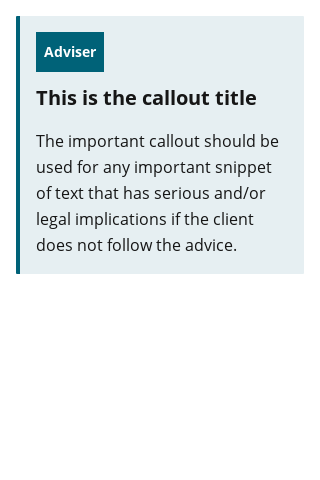 Adviser
This is the callout title
The important callout should be
used for any important snippet
of text that has serious and/or
legal implications if the client
does not follow the advice.